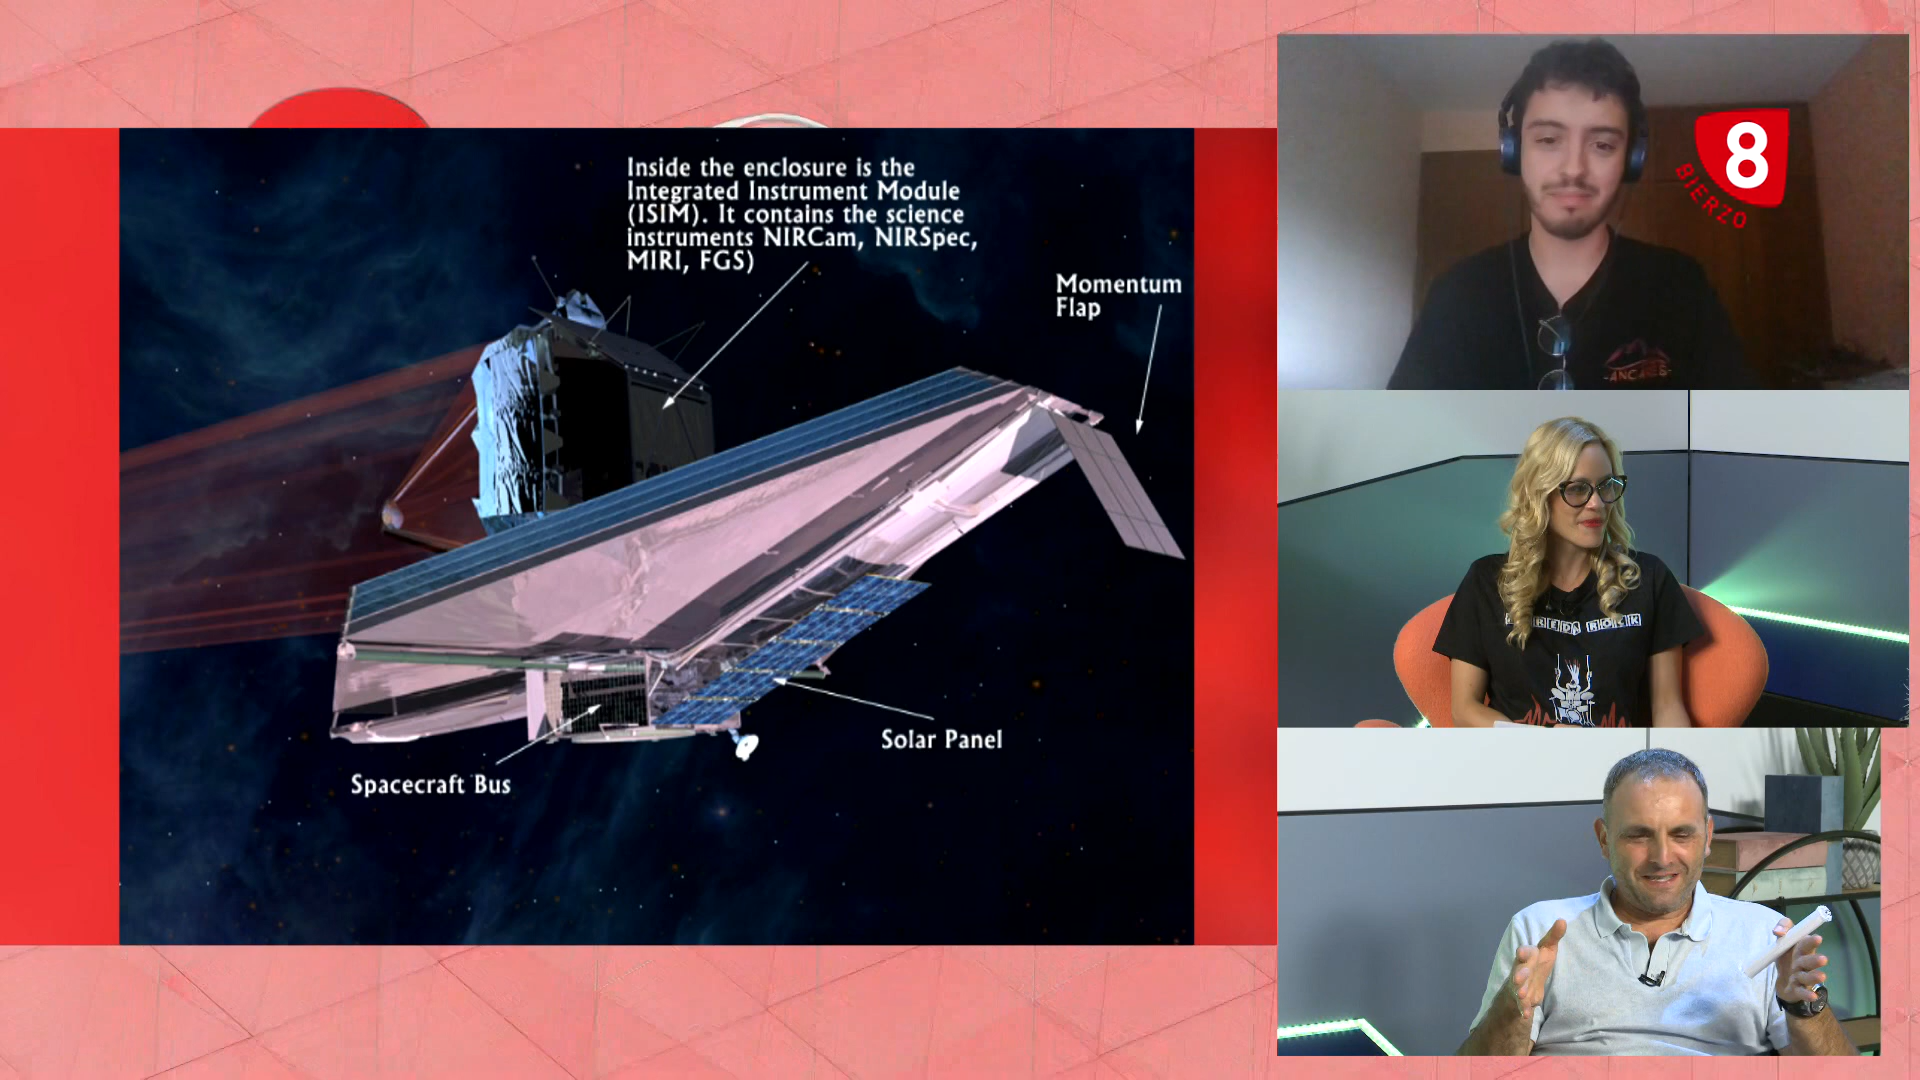 Inside the enclosure is the
Integrated Instrument Module
(ISIM). It contains the science
instruments NIRCam, NIRSpec,
MIRI, FGS)
Momentum
Flap
Solar Panel
Spacecraft Bus
8
BIERZO
ROCK